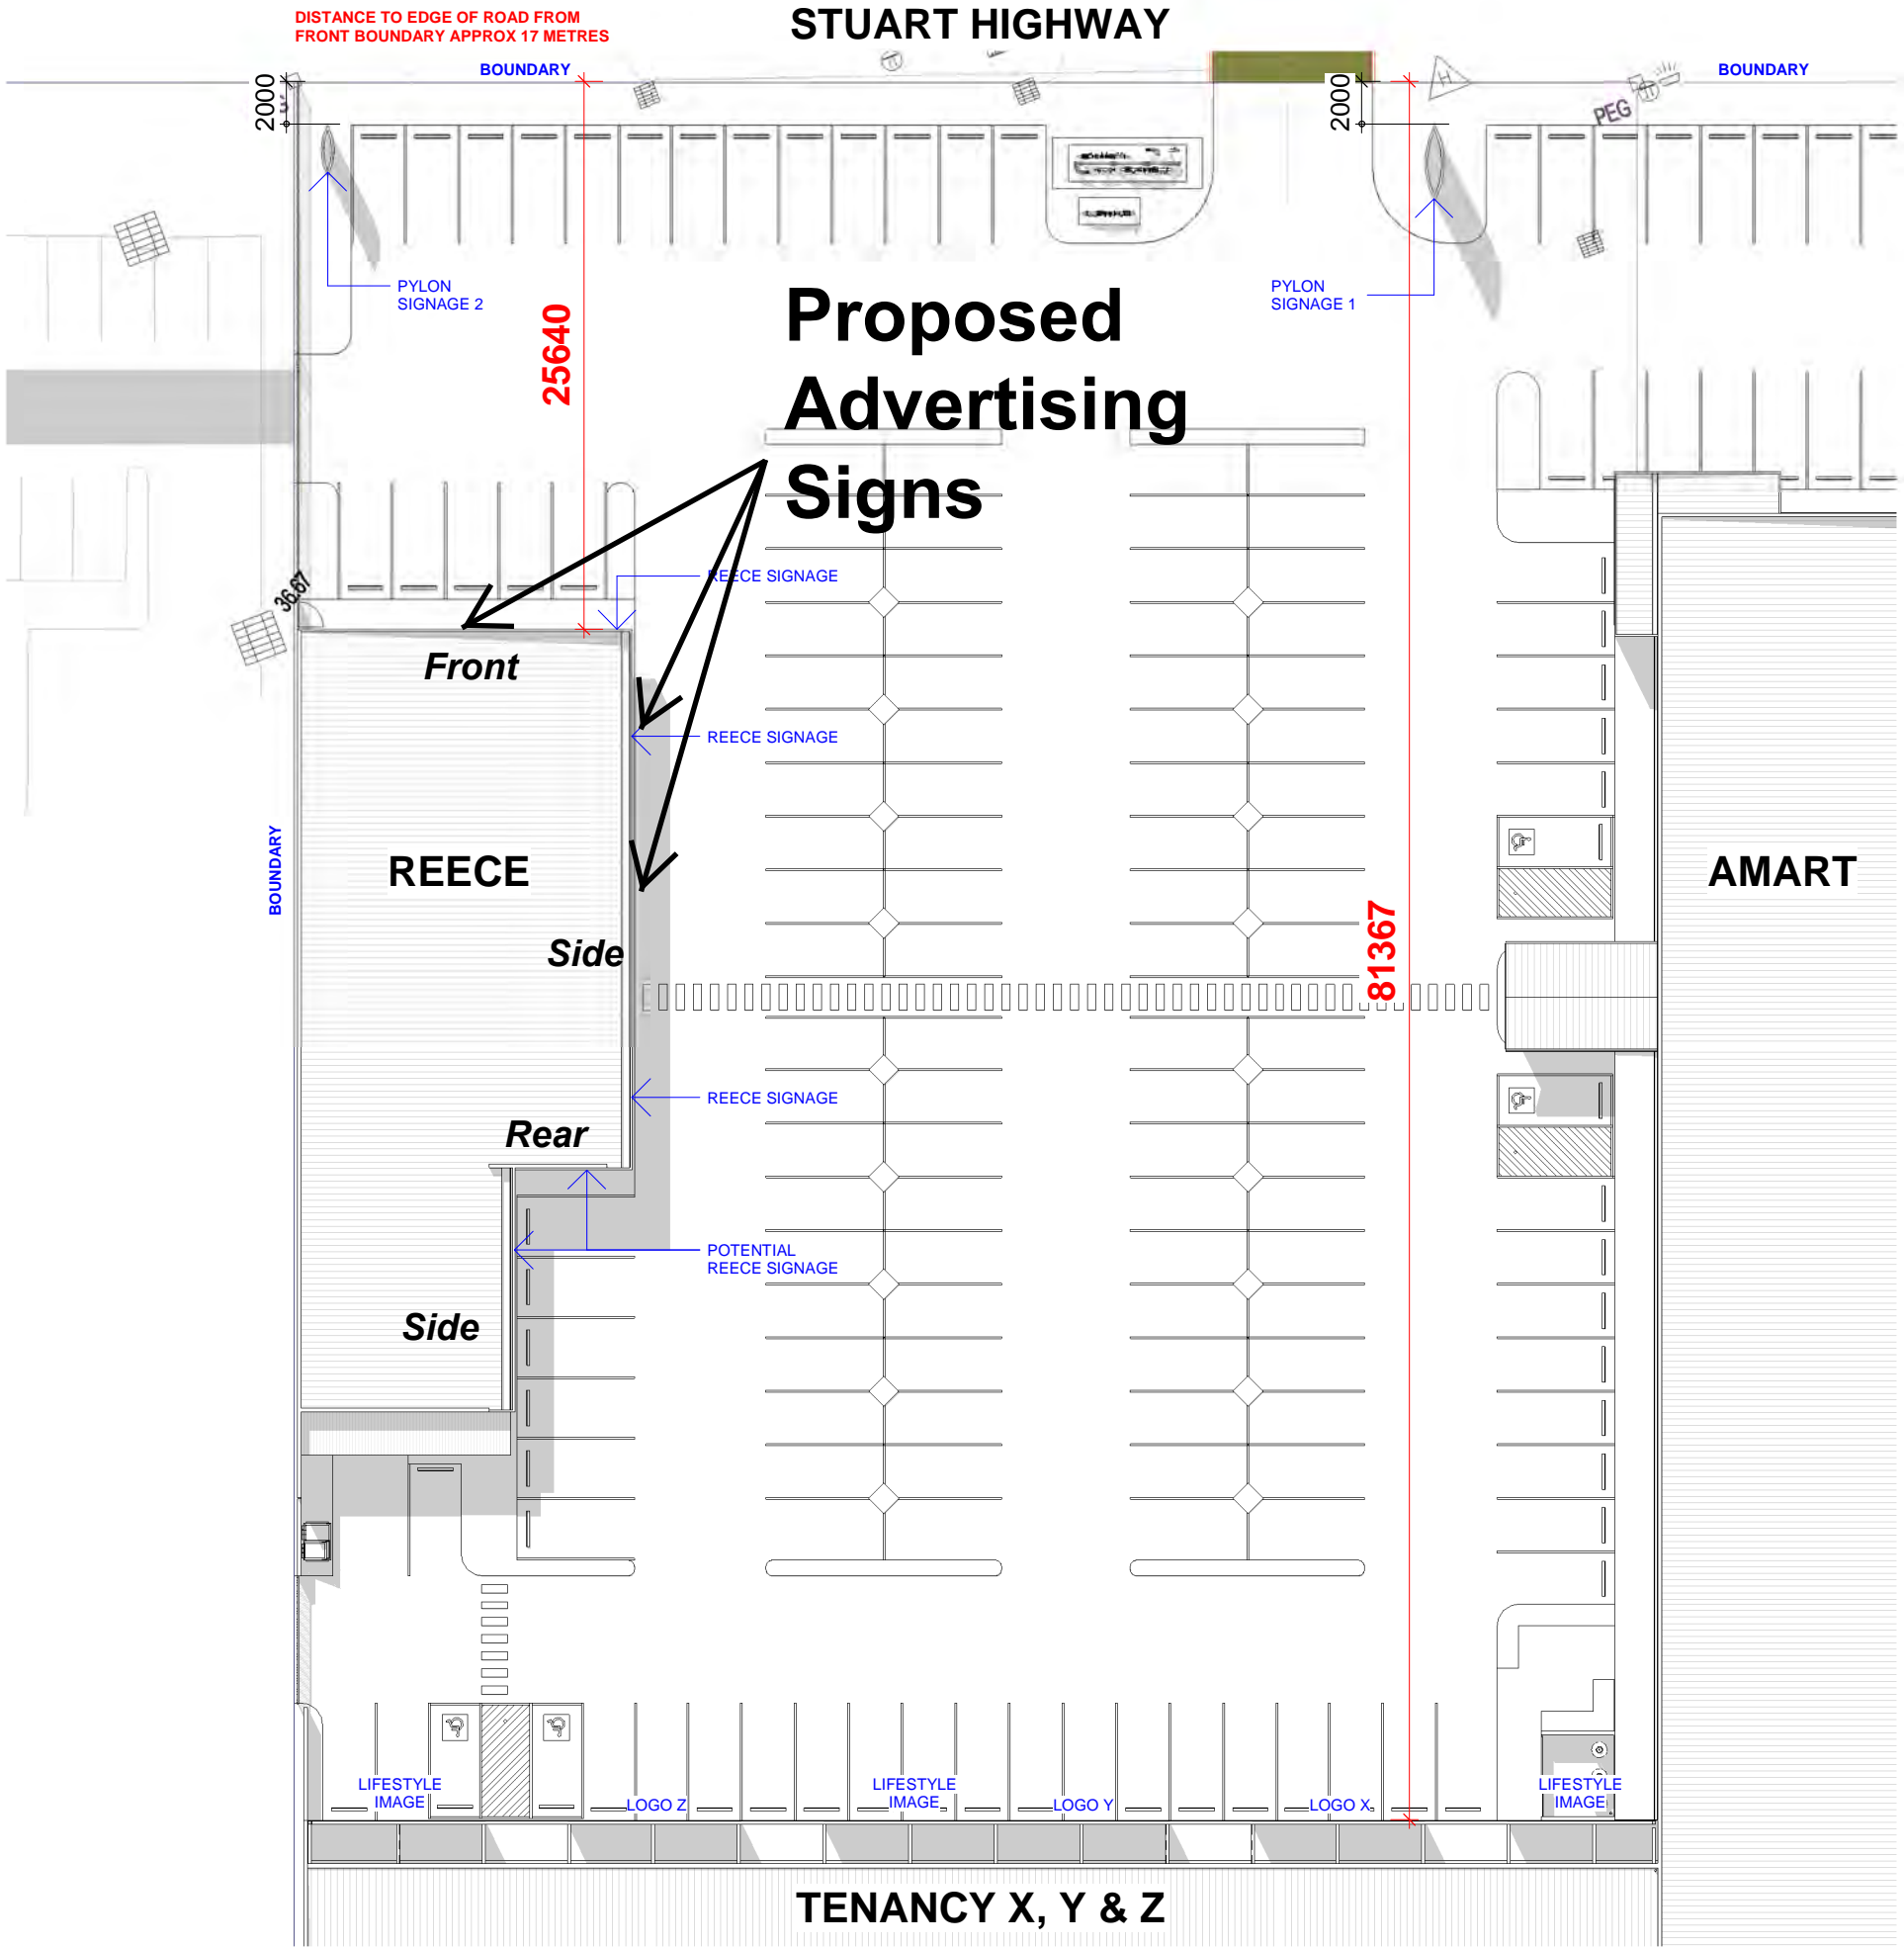 DISTANCE TO EDGE OF ROAD FROM
FRONT BOUNDARY APPROX 17 METRES
STUART HIGHWAY
BOUNDARY
BOUNDARY
2000
2000
H
PEG
PYLON
SIGNAGE 2
PYLON
SIGNAGE 1
25640
Proposed
Advertising
Signs
36.67
REECE SIGNAGE
Front
REECE SIGNAGE
BOUNDARY
REECE
AMART
81367
Side
REECE SIGNAGE
Rear
POTENTIAL
REECE SIGNAGE
Side
LIFESTYLE
IMAGE
LOGO Z
LIFESTYLE
IMAGE
LOGO Y
LOGO X
LIFESTYLE
IMAGE
TENANCY X, Y & Z